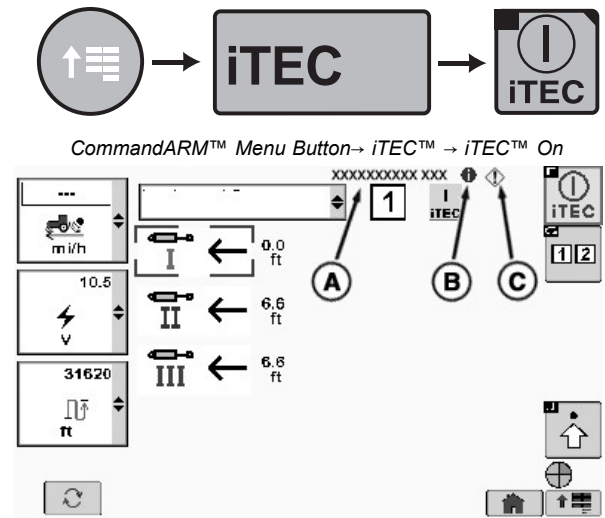 iTEC
iTEC
CommandARM™ Menu Button→ iTEC™ → iTEC™ On
---
mi/h
10.5
V
31620
ft
I
0.0
ft
II
6.6
ft
III
6.6
ft
XXXXXXXXXX XXX
1
I
iTEC
A
B
C
iTEC
1 2